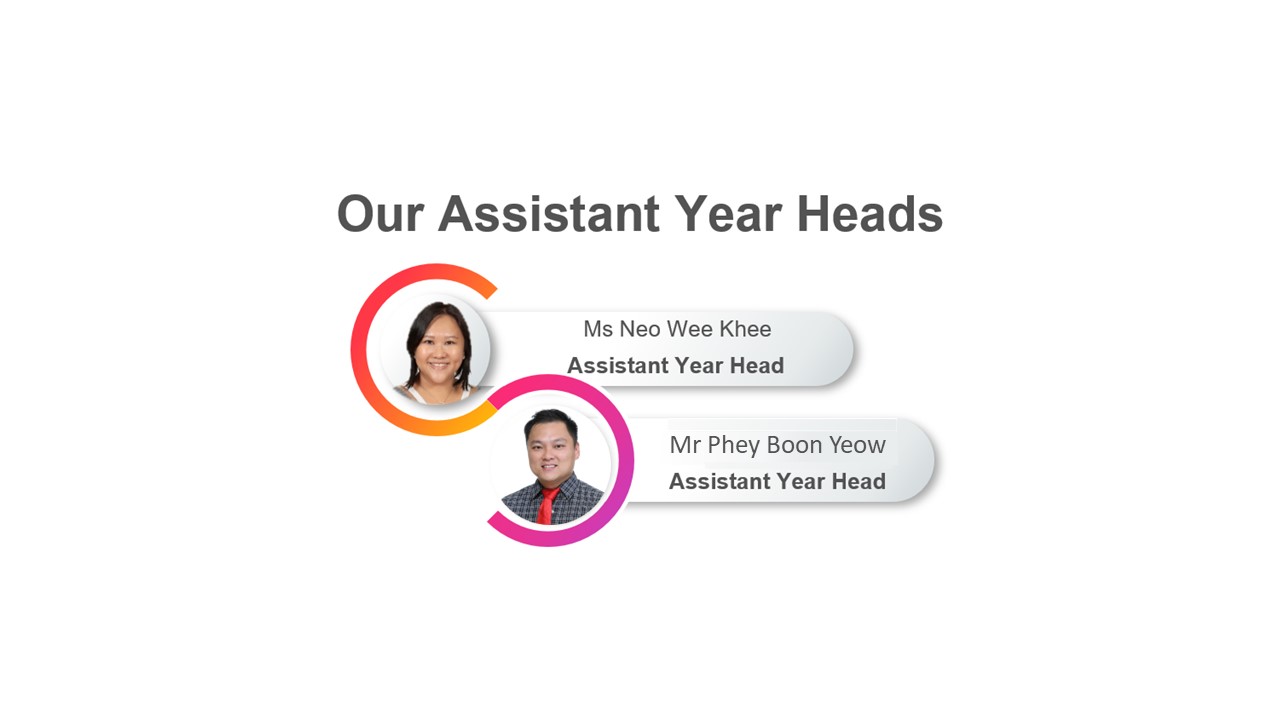 Our Assistant Year Heads
Ms Neo Wee Khee
Assistant Year Head
Mr Phey Boon Yeow
Assistant Year Head